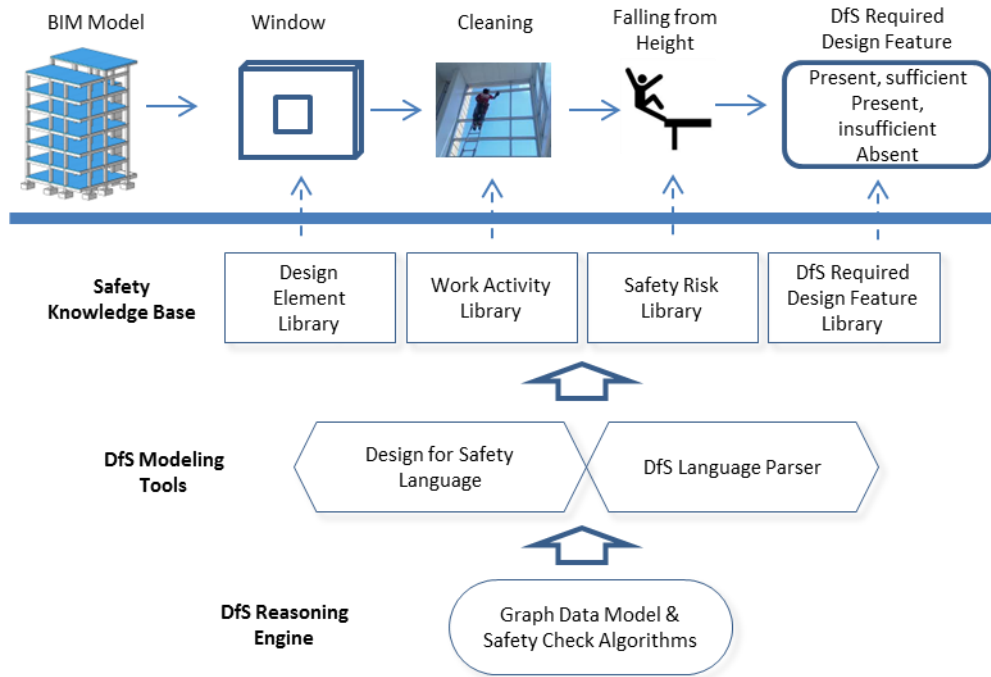 BIM Model
Window
Cleaning
Falling from
Height
DfS Required
Design Feature
Present, sufficient
Present,
insufficient
Absent
Safety
Knowledge Base
Design
Element
Library
Work Activity
Library
Safety Risk
Library
DfS Required
Design Feature
Library
DfS Modeling
Tools
Design for Safety
Language
DfS Language Parser
DfS Reasoning
Engine
Graph Data Model &
Safety Check Algorithms